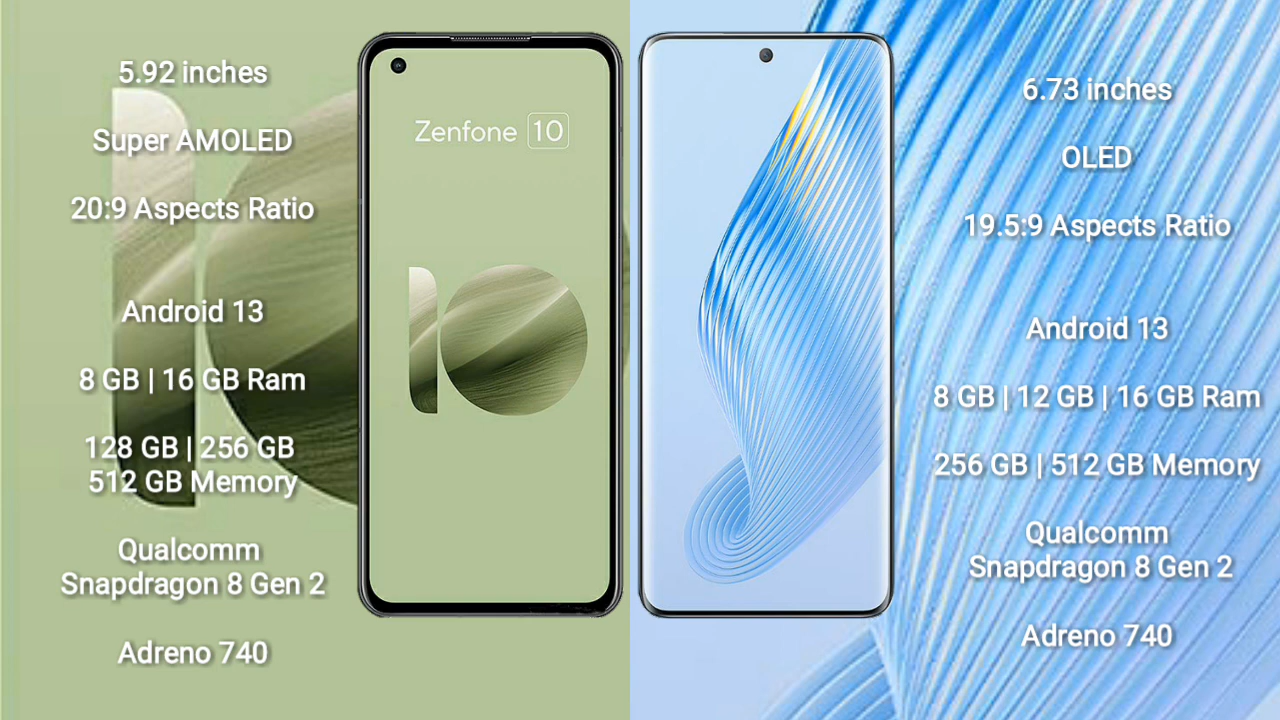 5.92 inches
Super AMOLED
20:9 Aspects Ratio
Android 13
8 GB | 16 GB Ram
128 GB | 256 GB
512 GB Memory
Qualcomm
Snapdragon 8 Gen 2
Adreno 740
Zenfone 10
10
6.73 inches
OLED
19.5:9 Aspects Ratio
Android 13
8 GB | 12 GB | 16 GB Ram
256 GB | 512 GB Memory
Qualcomm
Snapdragon 8 Gen 2
Adreno 740